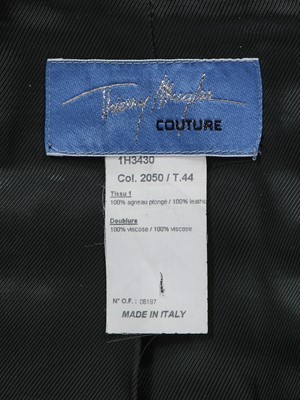 Thierry Mugler
COUTURE
1H3430
Col. 2050 / T.44
Tissu 1
100% agneau plongé / 100% leather
Doublure
100% viscose / 100% viscose
N° O.F. : 08197
MADE IN ITALY